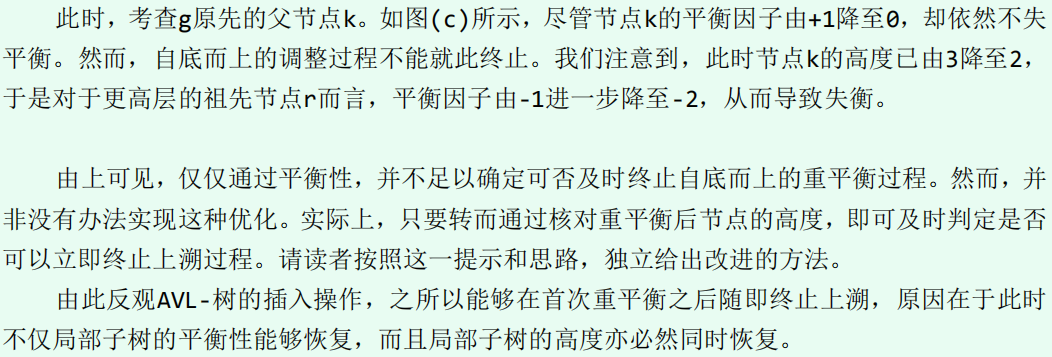 此时，考查g原先的父节点k。如图(c)所示，尽管节点k的平衡因子由+1降至0，却依然不失
平衡。然而，自底而上的调整过程不能就此终止。我们注意到，此时节点k的高度已由3降至2，
于是对于更高层的祖先节点r而言，平衡因子由-1进一步降至-2，从而导致失衡。
由上可见，仅仅通过平衡性，并不足以确定可否及时终止自底而上的重平衡过程。然而，并
非没有办法实现这种优化。实际上，只要转而通过核对重平衡后节点的高度，即可及时判定是否
可以立即终止上溯过程。请读者按照这一提示和思路，独立给出改进的方法。
由此反观AVL-树的插入操作，之所以能够在首次重平衡之后随即终止上溯，原因在于此时
不仅局部子树的平衡性能够恢复，而且局部子树的高度亦必然同时恢复。